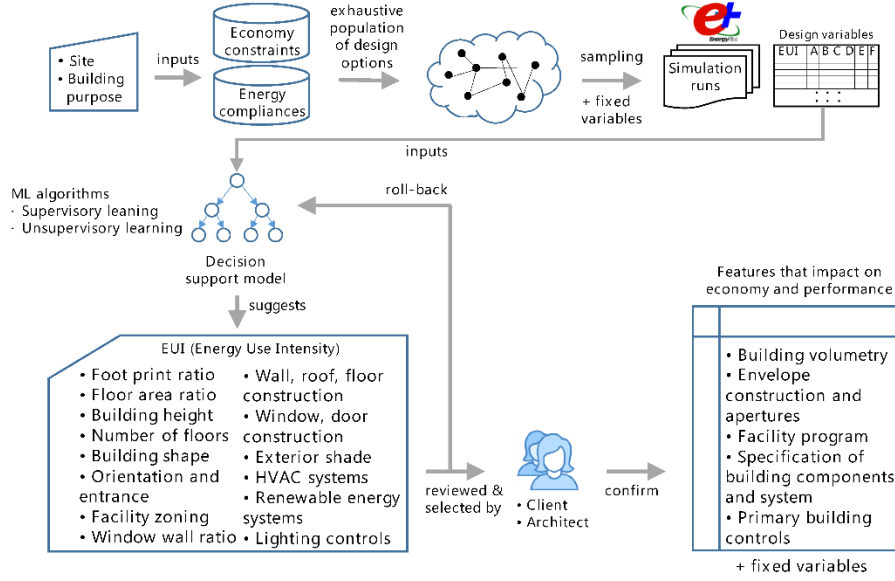 • Site
• Building
purpose
inputs
Economy
constraints
Energy
compliances
exhaustive
population
of design
options
sampling
+ fixed
variables
e+
EnergyPlus
Simulation
runs
Design variables
EUI A B C D E F
inputs
roll-back
ML algorithms
· Supervisory leaning
· Unsupervisory learning
Decision
support model
suggests
EUI (Energy Use Intensity)
• Foot print ratio
• Floor area ratio
• Building height
• Number of floors
• Building shape
• Orientation and
entrance
• Facility zoning
• Window wall ratio
• Wall, roof, floor
construction
• Window, door
construction
• Exterior shade
• HVAC systems
• Renewable energy
systems
• Lighting controls
reviewed &
selected by
• Client
• Architect
confirm
Features that impact on
economy and performance
• Building volumetry
• Envelope
construction and
apertures
• Facility program
• Specification of
building components
and system
• Primary building
controls
+ fixed variables